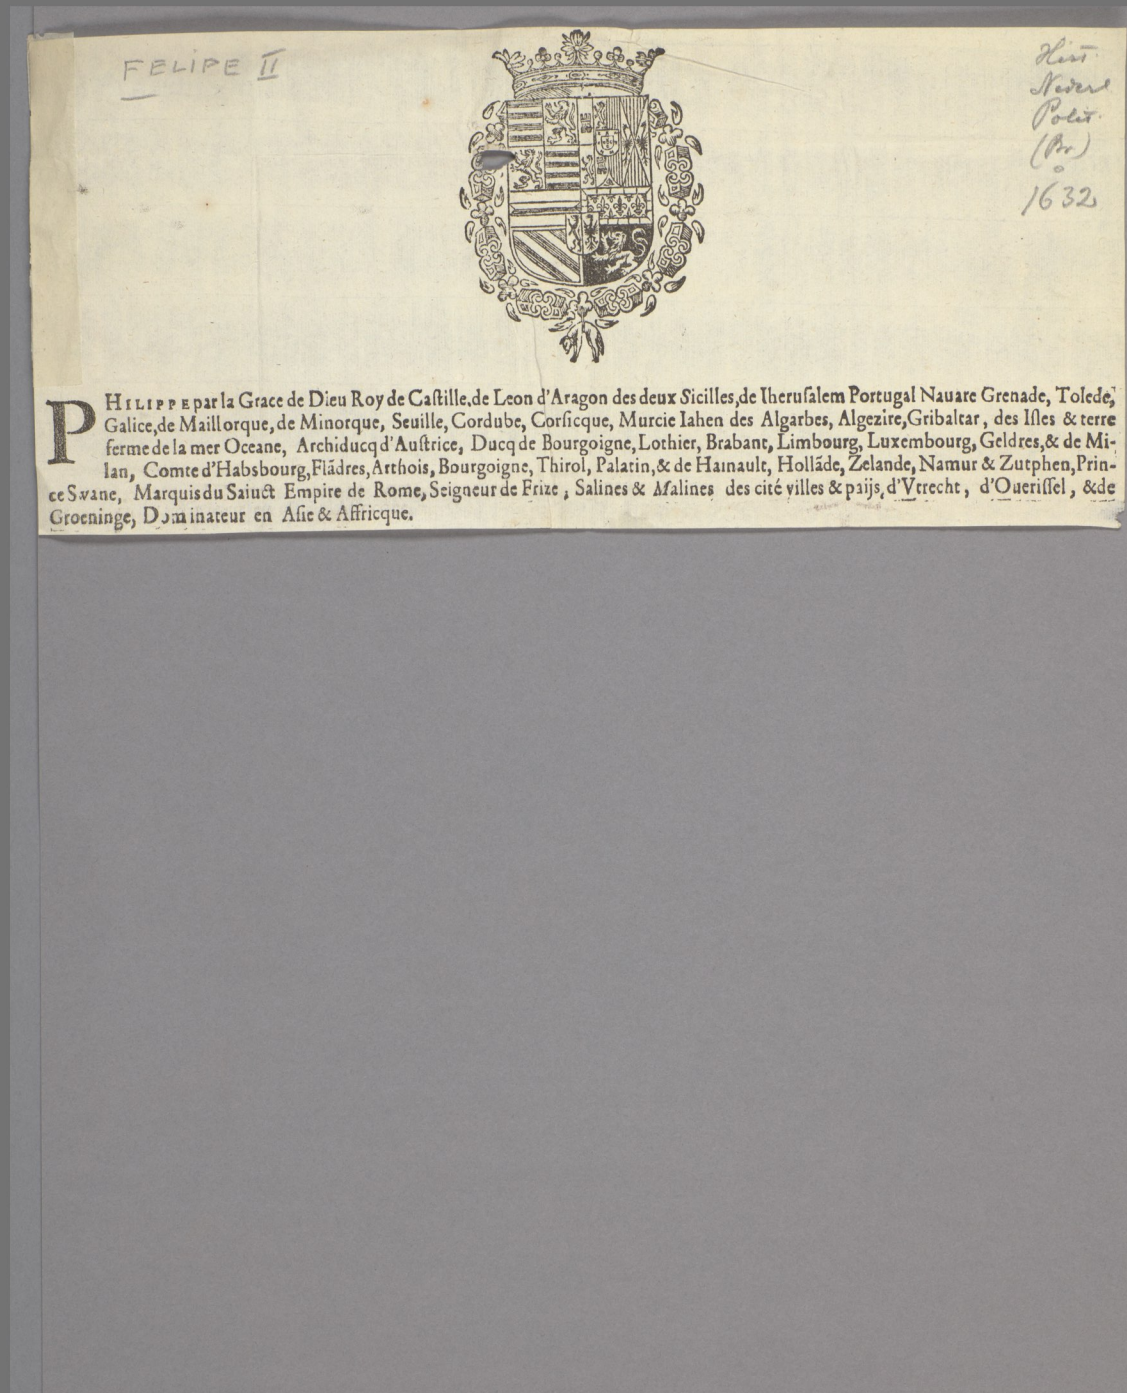 FELIPE II
Hist.
Nederl
Polit.
(Br)
1632
PHILIPPE par la Grace de Dieu Roy de Caſtille, de Leon d'Aragon des deux Sicilles, de Iheruſalem Portugal Nauare Grenade, Tolede,
Galice, de Maillorque, de Minorque, Seuille, Cordube, Corſicque, Murcie Iahen des Algarbes, Algezire, Gribaltar, des Iſles & terre
ferme de la mer Oceane, Archiducq d'Auſtrice, Ducq de Bourgoigne, Lothier, Brabant, Limbourg, Luxembourg, Geldres, & de Mi-
lan, Comte d'Habsbourg, Flãdres, Arthois, Bourgoigne, Thirol, Palatin, & de Hainault, Hollãde, Zelande, Namur & Zutphen, Prin-
ce Svvane, Marquis du Sainct Empire de Rome, Seigneur de Frize, Salines & Malines des cité villes & paijs, d'Vtrecht, d'Oueriſſel, & de
Groeninge, Dominateur en Aſie & Affricque.